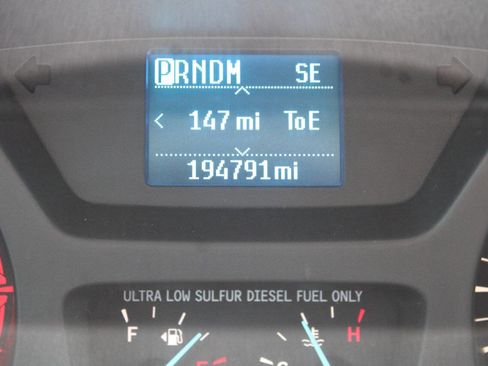 PRNDM SE
< 147 mi ToE
194791mi
ULTRA LOW SULFUR DIESEL FUEL ONLY
F H